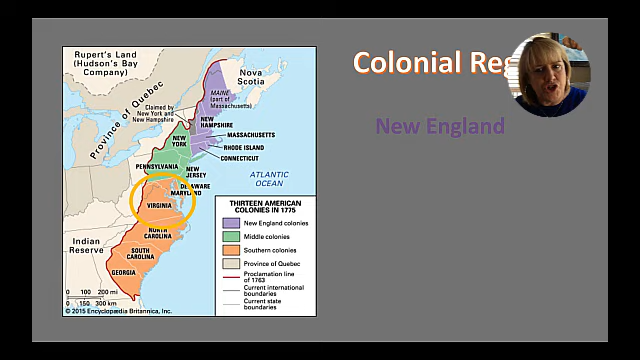 Colonial Reg
New England
Rupert's Land
(Hudson's Bay
Company)
Province of Quebec
Nova
Scotia
MAINE
(part of
Massachusetts)
Claimed by
New York and
New Hampshire
NEW
HAMPSHIRE
MASSACHUSETTS
NEW
YORK
RHODE ISLAND
CONNECTICUT
PENNSYLVANIA
NEW
JERSEY
ATLANTIC
OCEAN
DELAWARE
MARYLAND
VIRGINIA
NORTH
CAROLINA
SOUTH
CAROLINA
GEORGIA
Indian
Reserve
THIRTEEN AMERICAN
COLONIES IN 1775
New England colonies
Middle colonies
Southern colonies
Province of Quebec
Proclamation line
of 1763
Current international
boundaries
Current state
boundaries
0 100 200 mi
0 150 300 km
© 2015 Encyclopædia Britannica, Inc.